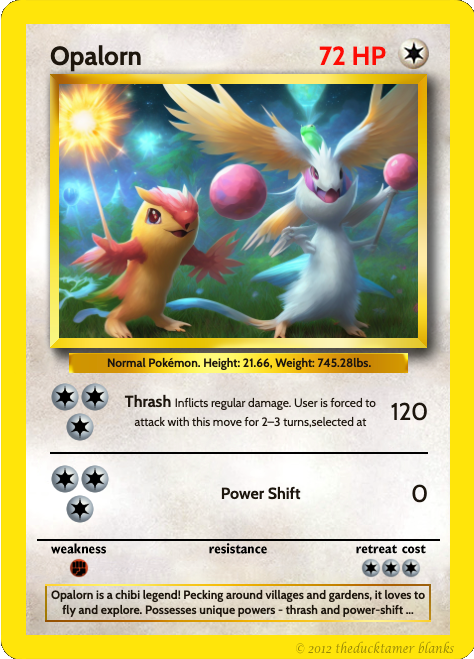 Opalorn 72 HP
Normal Pokémon. Height: 21.66, Weight: 745.28lbs.
Thrash Inflicts regular damage. User is forced to
attack with this move for 2–3 turns,selected at
120
Power Shift 0
weakness resistance retreat cost
Opalorn is a chibi legend! Pecking around villages and gardens, it loves to
fly and explore. Possesses unique powers - thrash and power-shift ...
© 2012 theducktamer blanks